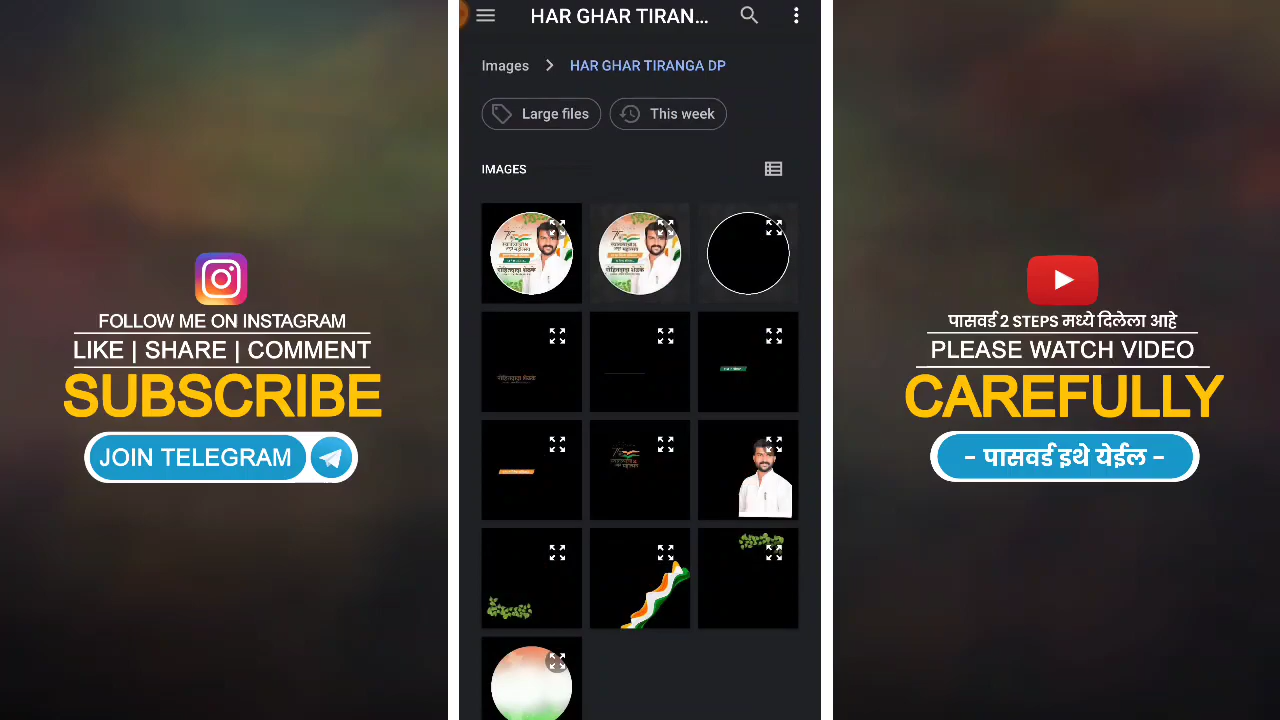 FOLLOW ME ON INSTAGRAM
LIKE | SHARE | COMMENT
SUBSCRIBE
JOIN TELEGRAM
HAR GHAR TIRAN...
Images > HAR GHAR TIRANGA DP
Large files
This week
IMAGES
पासवर्ड 2 STEPS मध्ये दिलेला आहे
PLEASE WATCH VIDEO
CAREFULLY
- पासवर्ड इथे येईल -